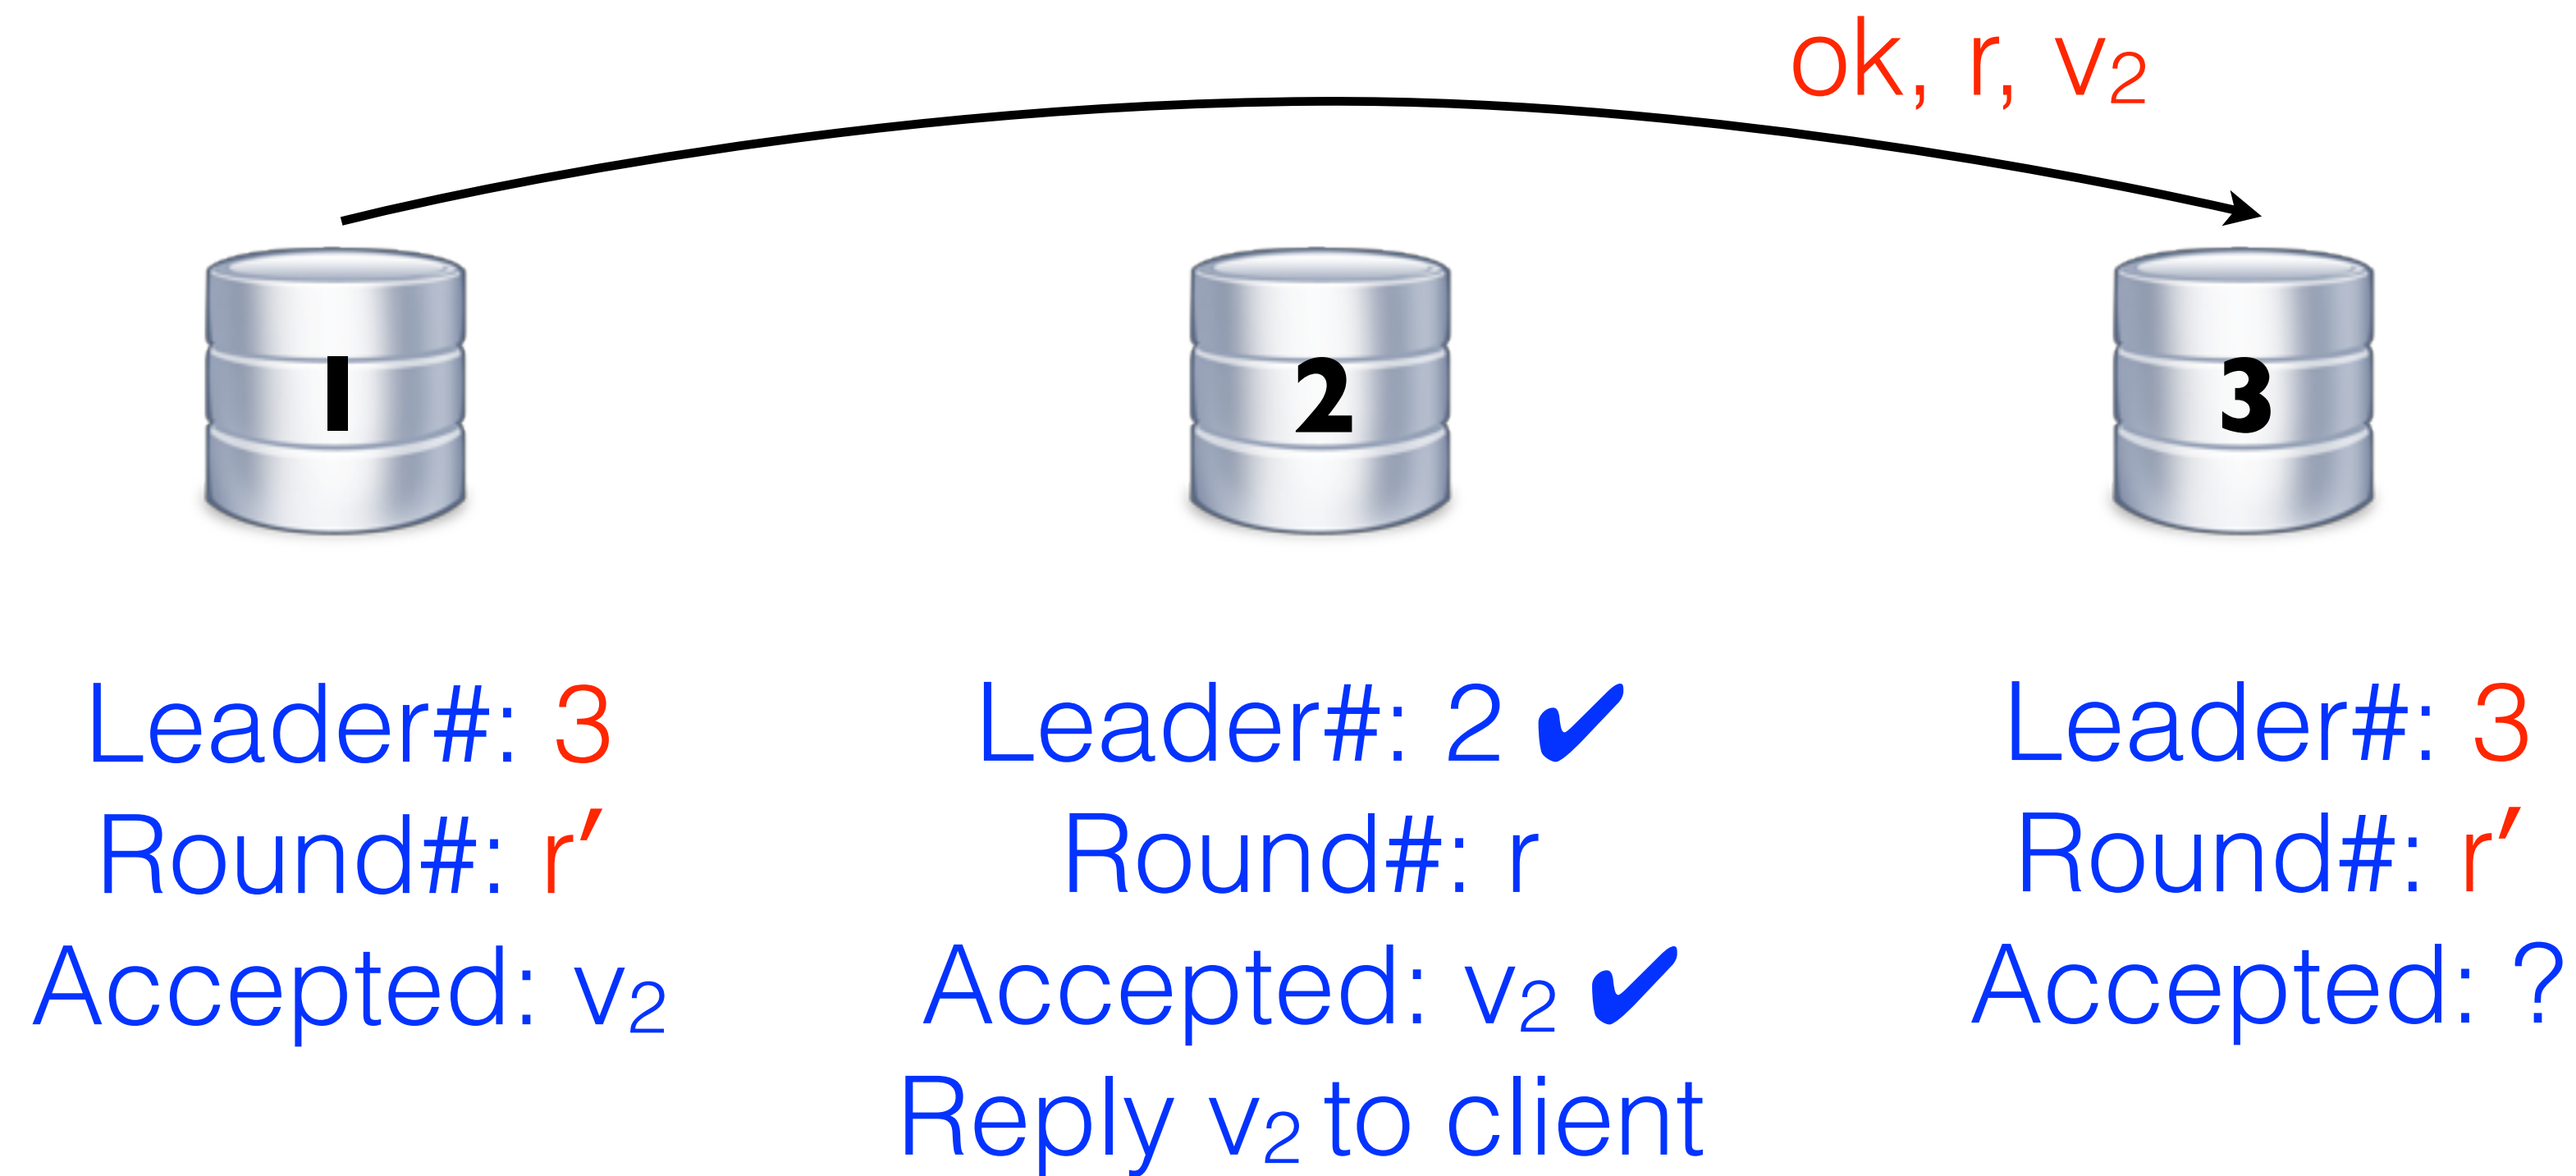 ok, r, v₂
1
2
3
Leader#: 3
Round#: r′
Accepted: v₂
Leader#: 2 ✔
Round#: r
Accepted: v₂ ✔
Reply v₂ to client
Leader#: 3
Round#: r′
Accepted: ?